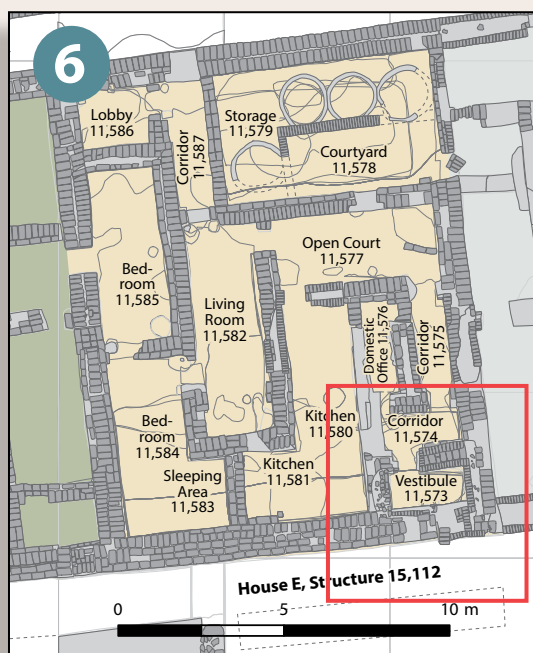 6
Lobby
11,586
Corridor
11,587
Storage
11,579
Courtyard
11,578
Open Court
11,577
Bed-
room
11,585
Living
Room
11,582
Domestic
Office 11,576
Corridor
11,575
Bed-
room
11,584
Kitchen
11,580
Corridor
11,574
Sleeping
Area
11,583
Kitchen
11,581
Vestibule
11,573
House E, Structure 15,112
0
5
10 m